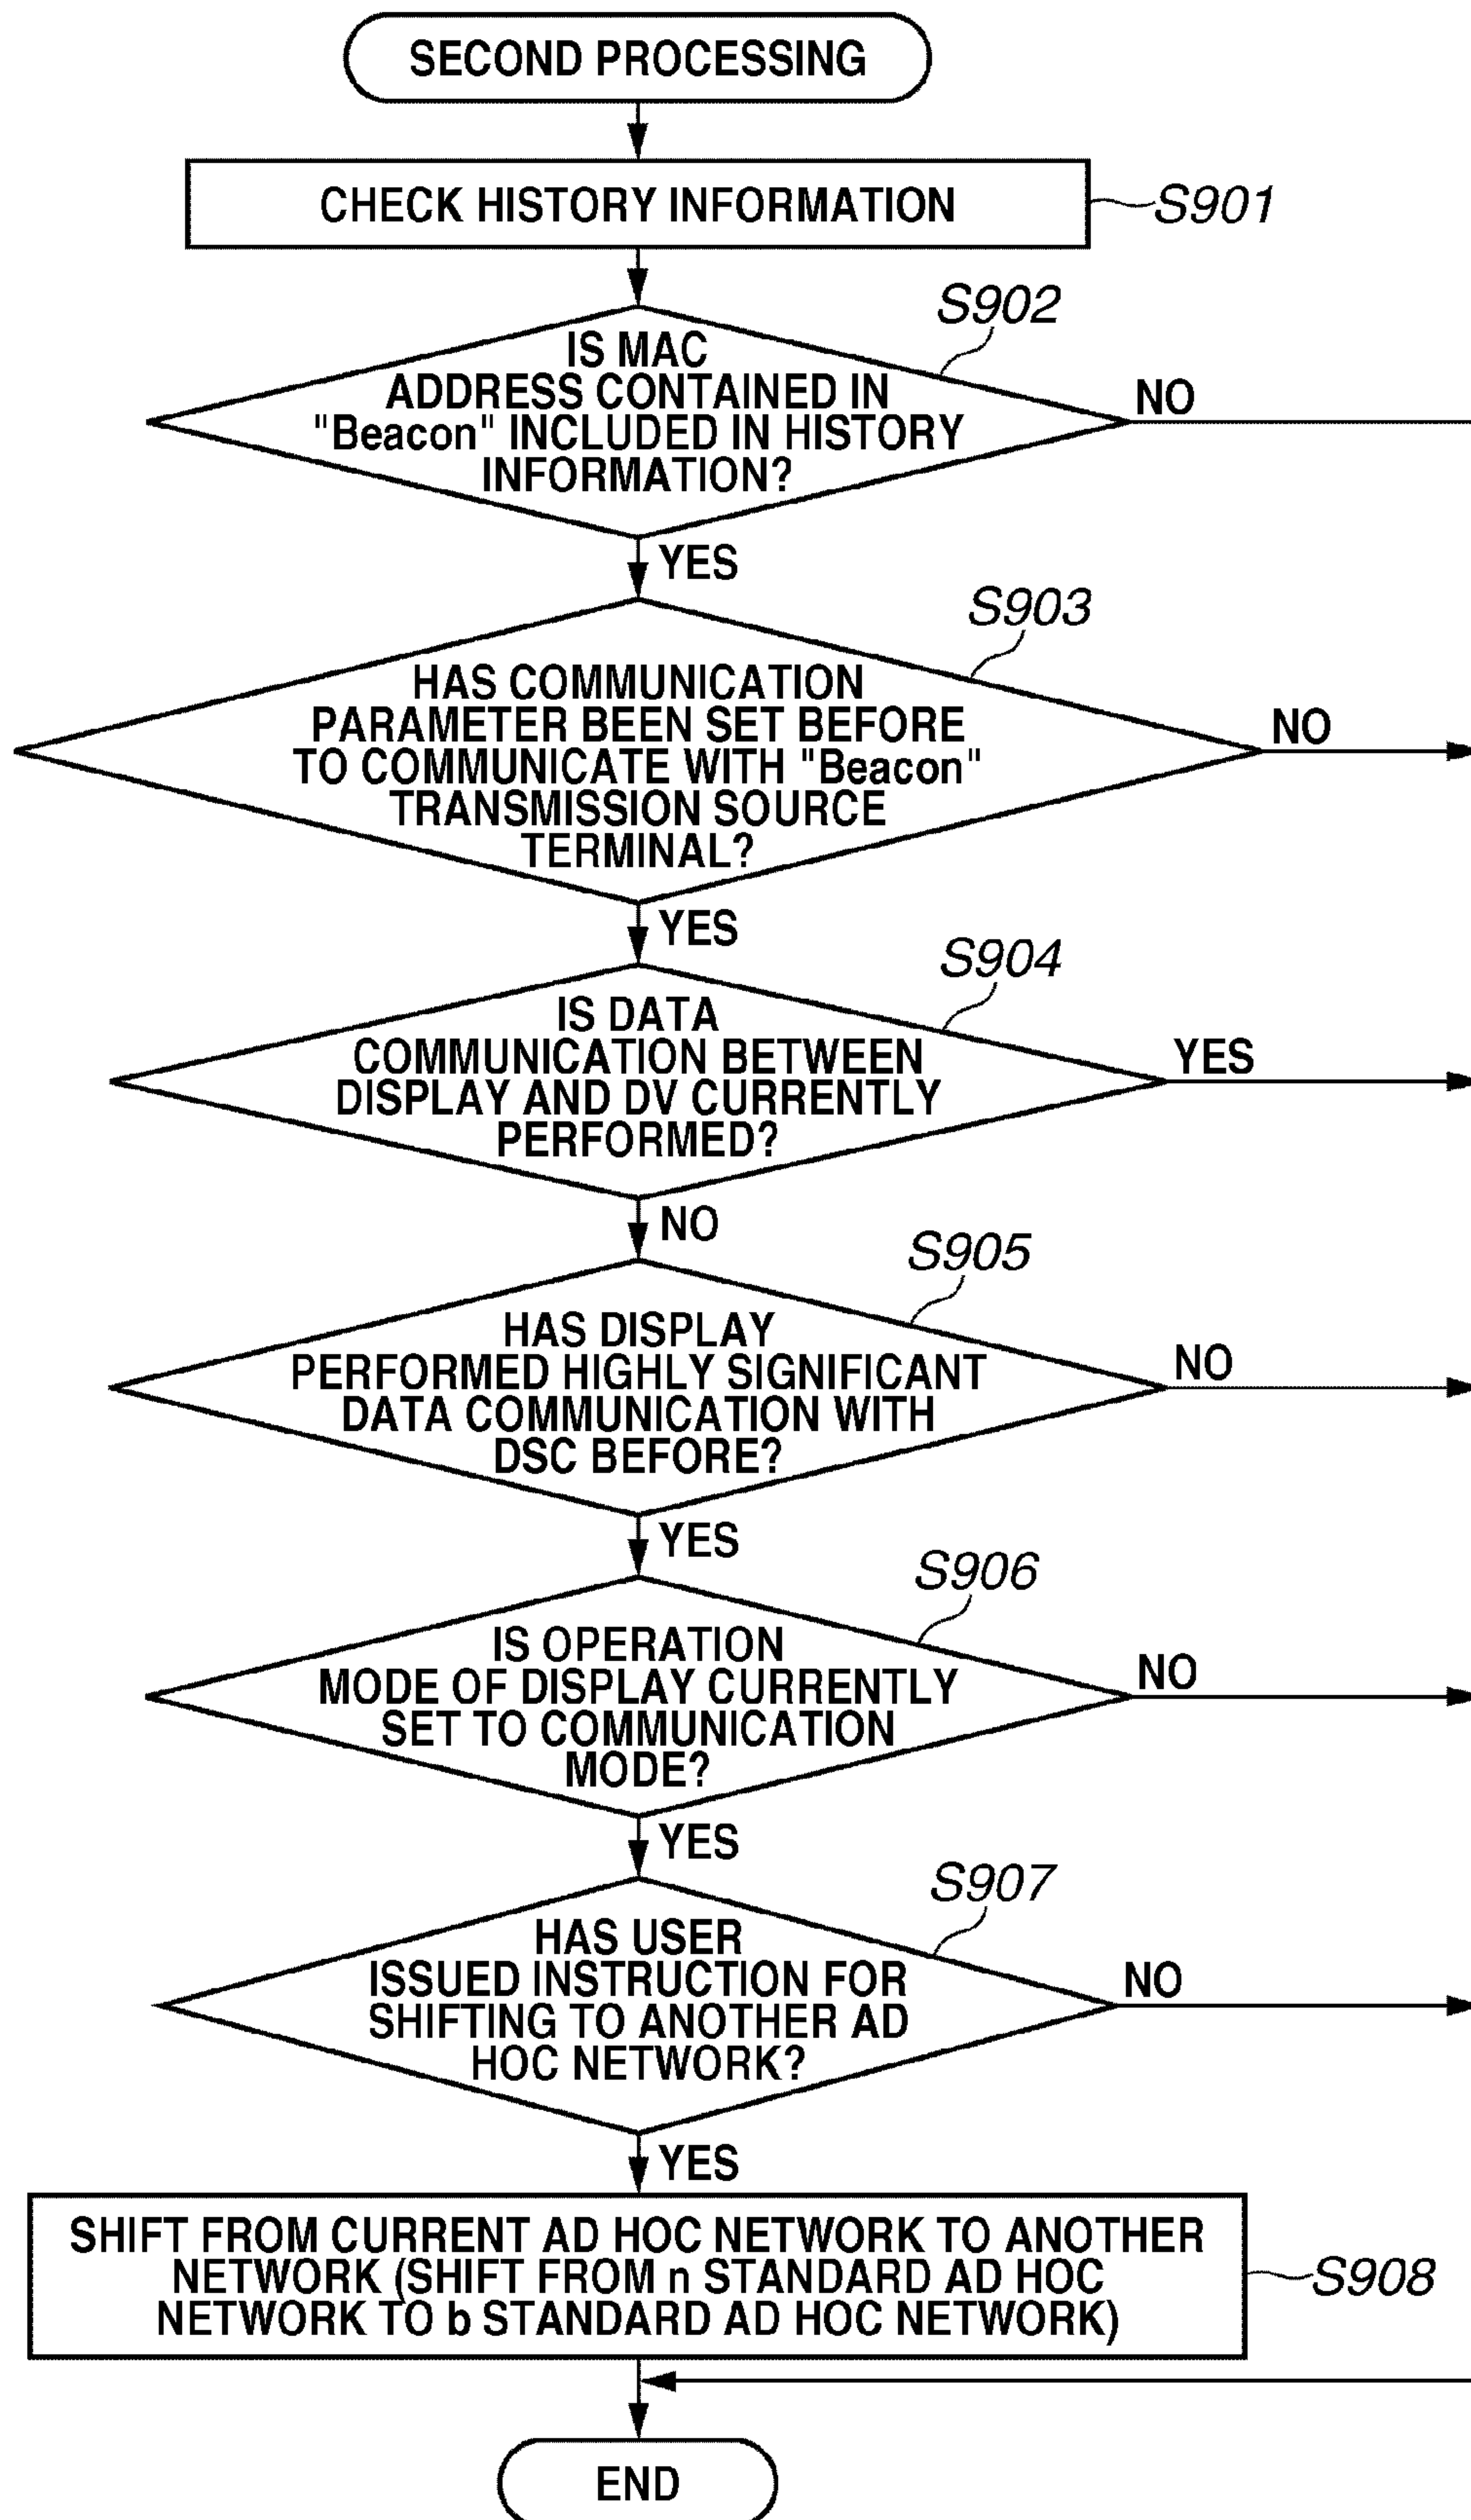 SECOND PROCESSING
CHECK HISTORY INFORMATION
S901
S902
IS MAC
ADDRESS CONTAINED IN
"Beacon" INCLUDED IN HISTORY
INFORMATION?
NO
YES
S903
HAS COMMUNICATION
PARAMETER BEEN SET BEFORE
TO COMMUNICATE WITH "Beacon"
TRANSMISSION SOURCE
TERMINAL?
NO
YES
S904
IS DATA
COMMUNICATION BETWEEN
DISPLAY AND DV CURRENTLY
PERFORMED?
YES
NO
S905
HAS DISPLAY
PERFORMED HIGHLY SIGNIFICANT
DATA COMMUNICATION WITH
DSC BEFORE?
NO
YES
S906
IS OPERATION
MODE OF DISPLAY CURRENTLY
SET TO COMMUNICATION
MODE?
NO
YES
S907
HAS USER
ISSUED INSTRUCTION FOR
SHIFTING TO ANOTHER AD
HOC NETWORK?
NO
YES
SHIFT FROM CURRENT AD HOC NETWORK TO ANOTHER
NETWORK (SHIFT FROM n STANDARD AD HOC
NETWORK TO b STANDARD AD HOC NETWORK)
S908
END